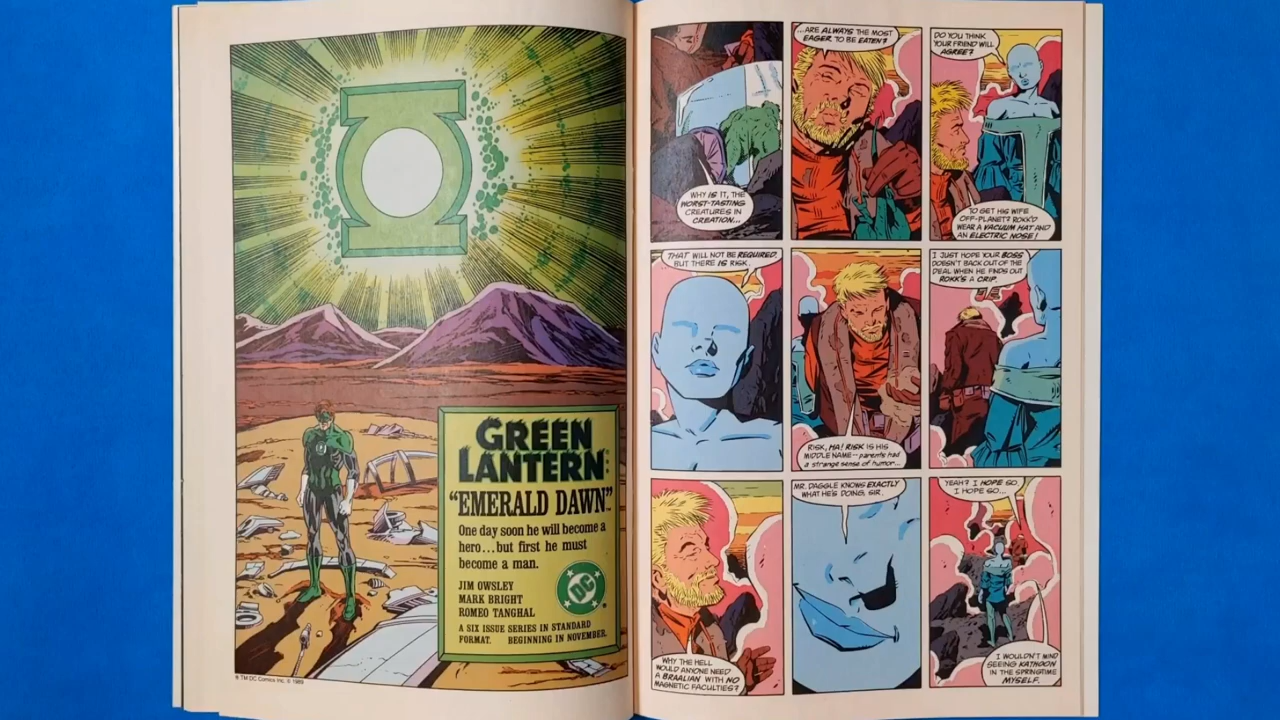 GREEN
LANTERN:
"EMERALD DAWN"™
One day soon he will become a
hero...but first he must
become a man.
JIM OWSLEY
MARK BRIGHT
ROMEO TANGHAL
DC
A SIX ISSUE SERIES IN STANDARD
FORMAT. BEGINNING IN NOVEMBER.
® TM DC Comics Inc. © 1989
WHY IS IT, THE
WORST-TASTING
CREATURES IN
CREATION...
...ARE ALWAYS THE MOST
EAGER TO BE EATEN?
DO YOU THINK
YOUR FRIEND WILL
AGREE?
TO GET HIS WIFE
OFF-PLANET? ROKK'D
WEAR A VACUUM HAT AND
AN ELECTRIC NOSE!
THAT WILL NOT BE REQUIRED.
BUT THERE IS RISK.
RISK, HA! RISK IS HIS
MIDDLE NAME--parents had
a strange sense of humor...
I JUST HOPE YOUR BOSS
DOESN'T BACK OUT OF THE
DEAL WHEN HE FINDS OUT
ROKK'S A CRIP.
WHY THE HELL
WOULD ANYONE NEED
A BRAALIAN WITH NO
MAGNETIC FACULTIES?
MR. DAGGLE KNOWS EXACTLY
WHAT HE'S DOING, SIR.
YEAH? I HOPE SO.
I HOPE SO...
I WOULDN'T MIND
SEEING KATHOON
IN THE SPRINGTIME
MYSELF.